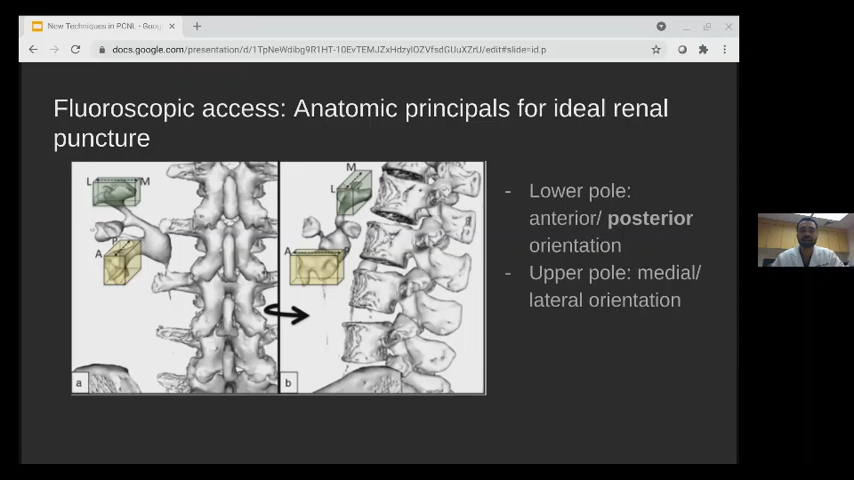 New Techniques in PCNL - Goog
docs.google.com/presentation/d/1TpNeWdibg9R1HT-10EvTEMJZxHdzylOZVfsdGUuXZrU/edit#slide=id.p
Fluoroscopic access: Anatomic principals for ideal renal
puncture
L M
P
A
a
M
L
A P
b
- Lower pole:
anterior/ posterior
orientation
- Upper pole: medial/
lateral orientation